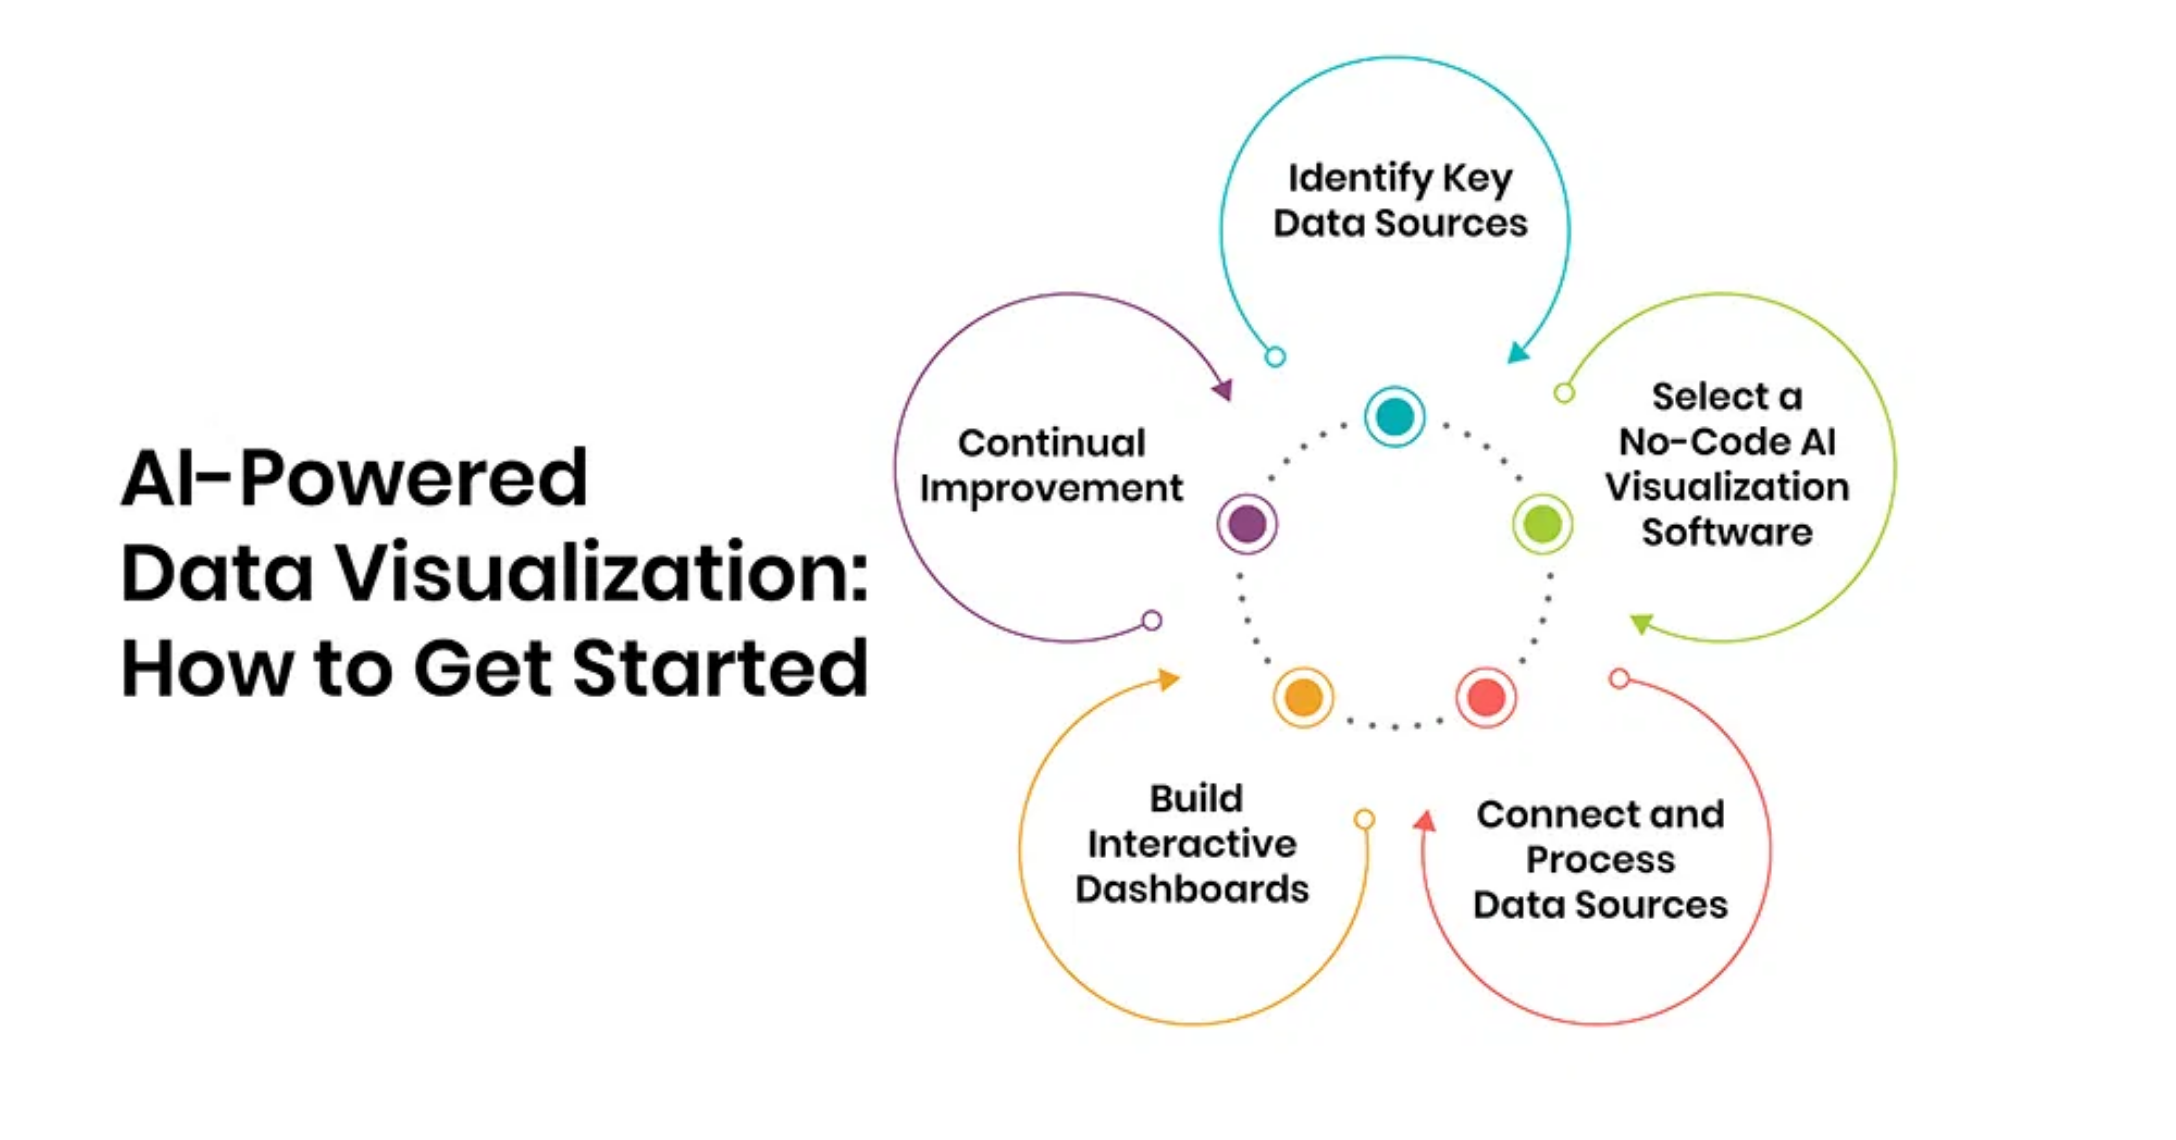 AI-Powered
Data Visualization:
How to Get Started
Identify Key
Data Sources
Select a
No-Code AI
Visualization
Software
Connect and
Process
Data Sources
Build
Interactive
Dashboards
Continual
Improvement